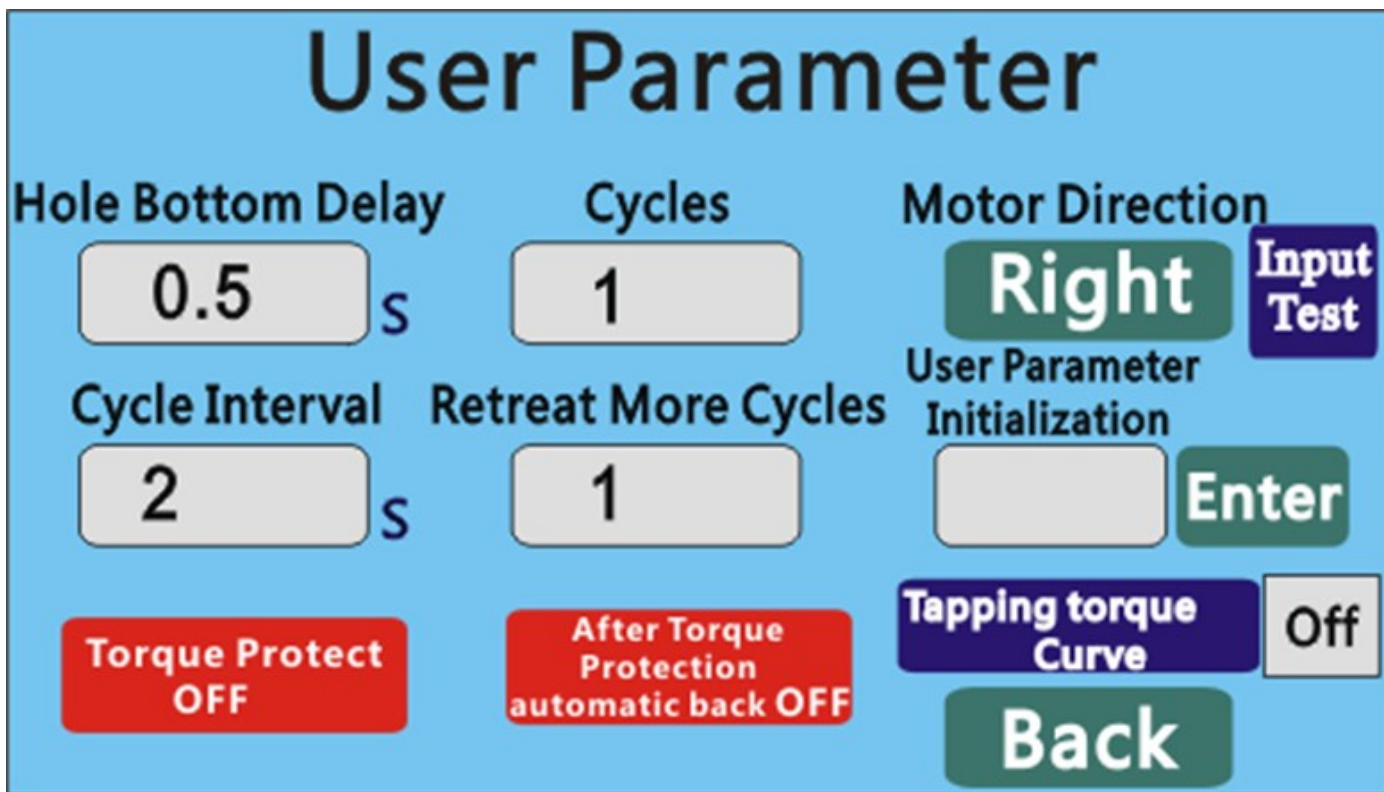 User Parameter
Hole Bottom Delay
0.5 s
Cycles
1
Motor Direction
Right
Input
Test
Cycle Interval
2 s
Retreat More Cycles
1
User Parameter
Initialization
Enter
Torque Protect
OFF
After Torque
Protection
automatic back OFF
Tapping torque
Curve
Off
Back